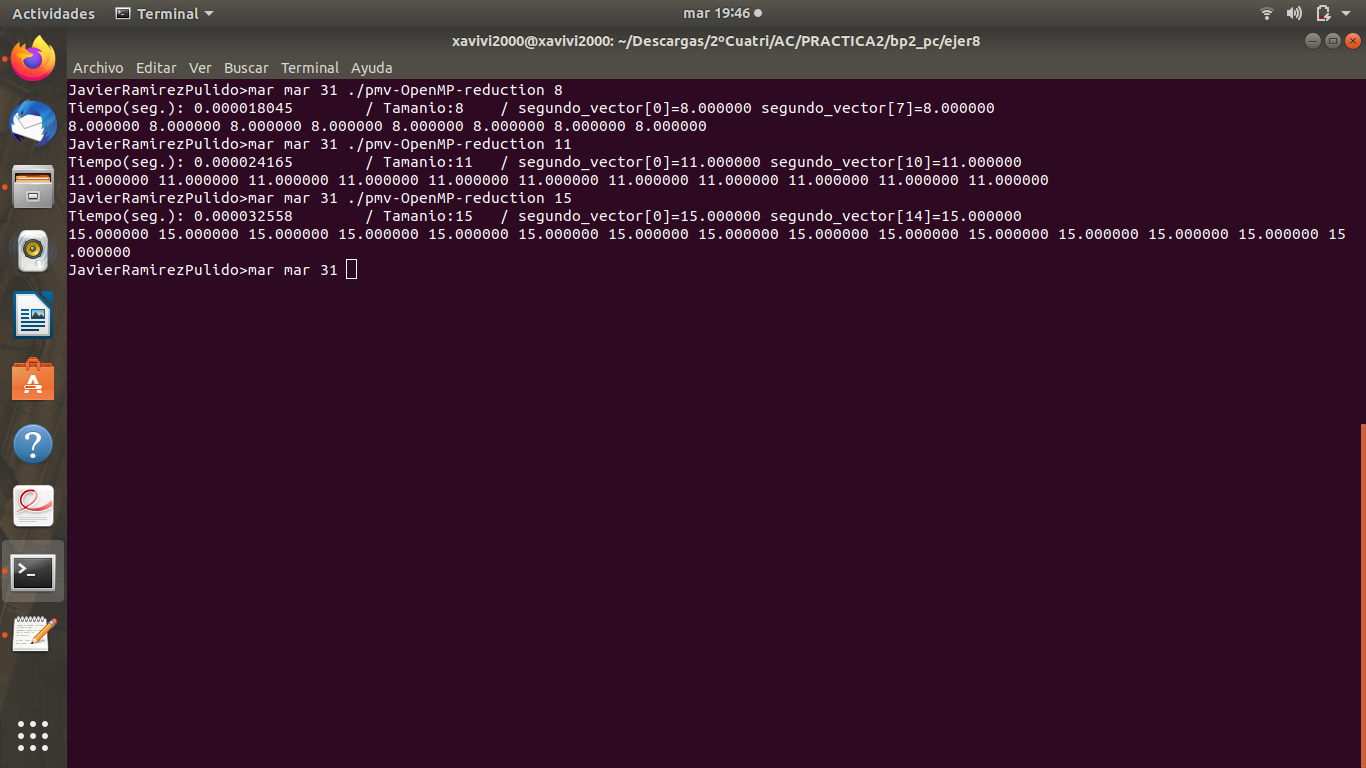 Actividades Terminal mar 19:46
xavivi2000@xavivi2000: ~/Descargas/2ºCuatri/AC/PRACTICA2/bp2_pc/ejer8
Archivo Editar Ver Buscar Terminal Ayuda
JavierRamirezPulido>mar mar 31 ./pmv-OpenMP-reduction 8
Tiempo(seg.): 0.000018045 / Tamanio:8 / segundo_vector[0]=8.000000 segundo_vector[7]=8.000000
8.000000 8.000000 8.000000 8.000000 8.000000 8.000000 8.000000 8.000000
JavierRamirezPulido>mar mar 31 ./pmv-OpenMP-reduction 11
Tiempo(seg.): 0.000024165 / Tamanio:11 / segundo_vector[0]=11.000000 segundo_vector[10]=11.000000
11.000000 11.000000 11.000000 11.000000 11.000000 11.000000 11.000000 11.000000 11.000000 11.000000 11.000000
JavierRamirezPulido>mar mar 31 ./pmv-OpenMP-reduction 15
Tiempo(seg.): 0.000032558 / Tamanio:15 / segundo_vector[0]=15.000000 segundo_vector[14]=15.000000
15.000000 15.000000 15.000000 15.000000 15.000000 15.000000 15.000000 15.000000 15.000000 15.000000 15.000000 15.000000 15.000000 15.000000 15
.000000
JavierRamirezPulido>mar mar 31